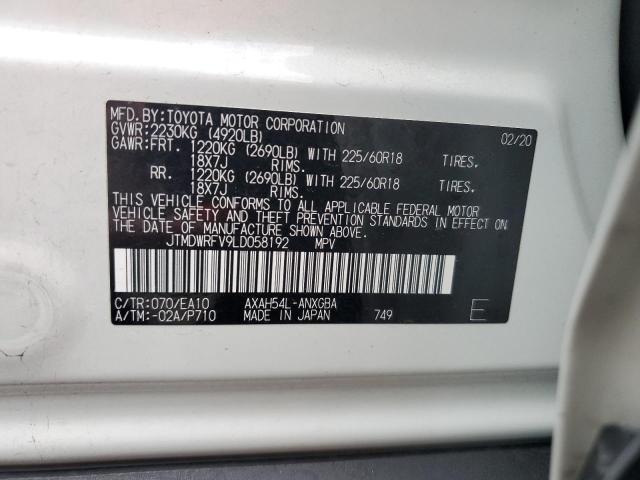 MFD. BY: TOYOTA MOTOR CORPORATION 02/20
GVWR: 2230KG (4920LB)
GAWR: FRT. 1220KG (2690LB) WITH 225/60R18 TIRES.
18X7J RIMS.
RR. 1220KG (2690LB) WITH 225/60R18 TIRES.
18X7J RIMS.
THIS VEHICLE CONFORMS TO ALL APPLICABLE FEDERAL MOTOR
VEHICLE SAFETY AND THEFT PREVENTION STANDARDS IN EFFECT ON
THE DATE OF MANUFACTURE SHOWN ABOVE.
JTMDWRFV9LD058192 MPV
C/TR: 070/EA10 AXAH54L-ANXGBA
A/TM: -02A/P710 MADE IN JAPAN 749 E